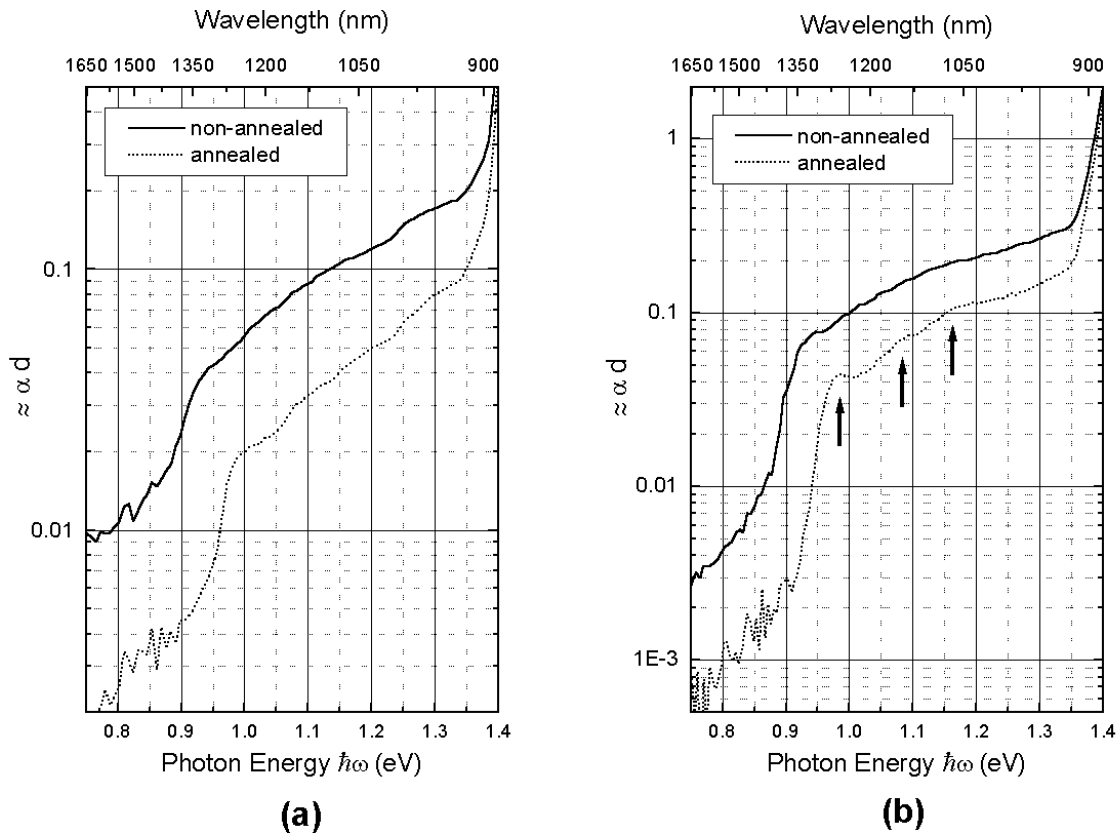 Wavelength (nm)
1650 1500 1350 1200 1050 900
non-annealed
annealed
0.1
0.01
≈ α d
0.8 0.9 1.0 1.1 1.2 1.3 1.4
Photon Energy ħω (eV)
(a)
Wavelength (nm)
1650 1500 1350 1200 1050 900
non-annealed
annealed
1
0.1
0.01
1E-3
≈ α d
0.8 0.9 1.0 1.1 1.2 1.3 1.4
Photon Energy ħω (eV)
(b)